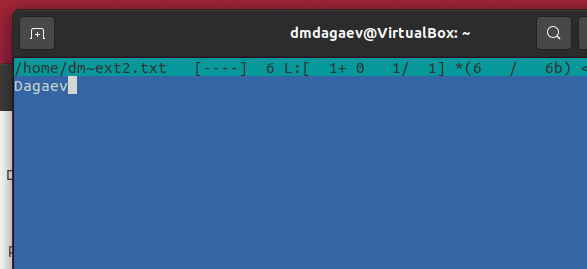 dmdagaev@VirtualBox: ~
/home/dm~ext2.txt   [----]  6 L:[  1+ 0   1/  1] *(6   /   6b) <
Dagaev